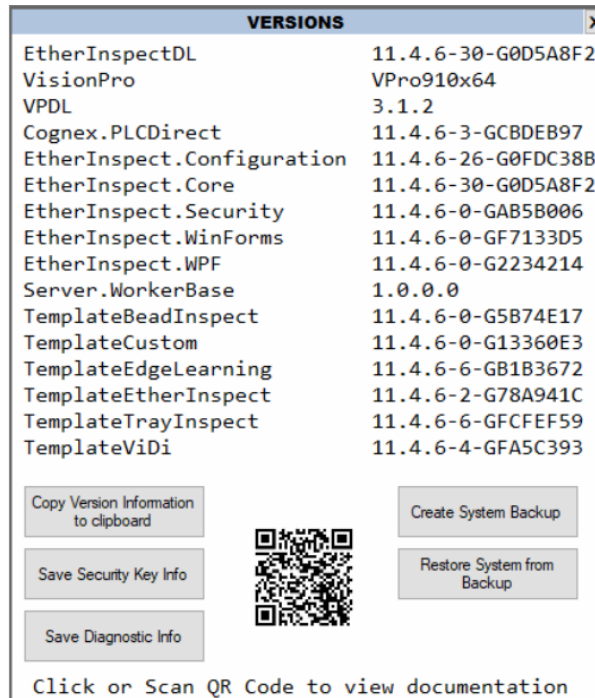 VERSIONS X
EtherInspectDL 11.4.6-30-G0D5A8F2
VisionPro VPro910x64
VPDL 3.1.2
Cognex.PLCDirect 11.4.6-3-GCBDEB97
EtherInspect.Configuration 11.4.6-26-G0FDC38B
EtherInspect.Core 11.4.6-30-G0D5A8F2
EtherInspect.Security 11.4.6-0-GAB5B006
EtherInspect.WinForms 11.4.6-0-GF7133D5
EtherInspect.WPF 11.4.6-0-G2234214
Server.WorkerBase 1.0.0.0
TemplateBeadInspect 11.4.6-0-G5B74E17
TemplateCustom 11.4.6-0-G13360E3
TemplateEdgeLearning 11.4.6-6-GB1B3672
TemplateEtherInspect 11.4.6-2-G78A941C
TemplateTrayInspect 11.4.6-6-GFCFEF59
TemplateViDi 11.4.6-4-GFA5C393
Copy Version Information
to clipboard
Create System Backup
Save Security Key Info
Restore System from
Backup
Save Diagnostic Info
Click or Scan QR Code to view documentation